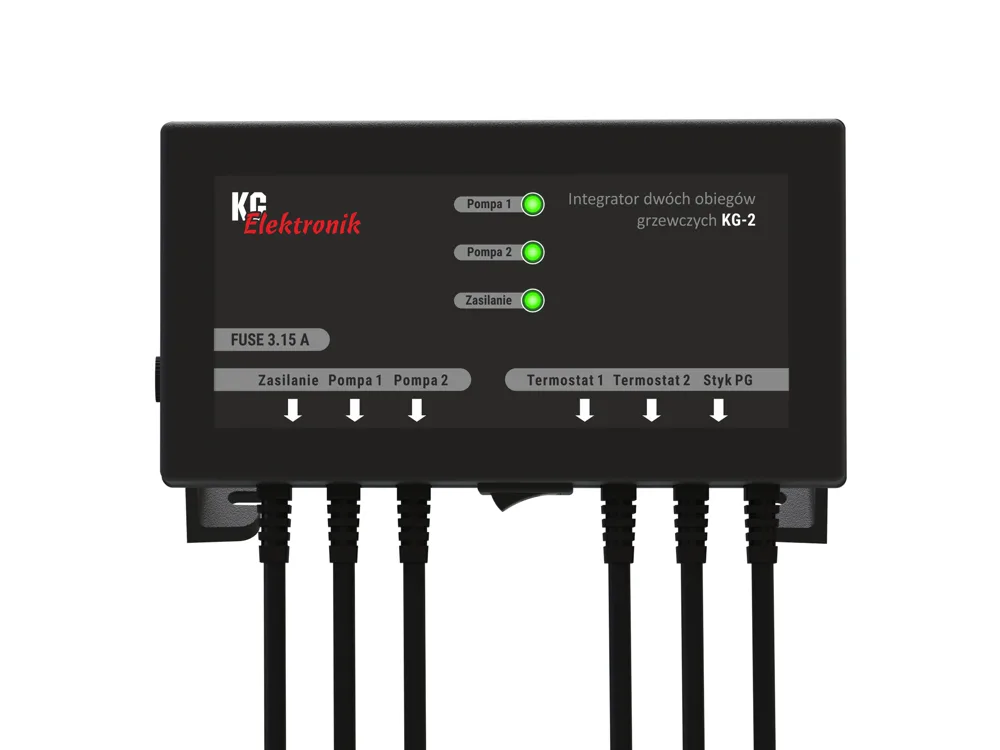 KG
Elektronik
Pompa 1
Pompa 2
Zasilanie
Integrator dwóch obiegów
grzewczych KG-2
FUSE 3.15 A
Zasilanie Pompa 1 Pompa 2
Termostat 1 Termostat 2 Styk PG